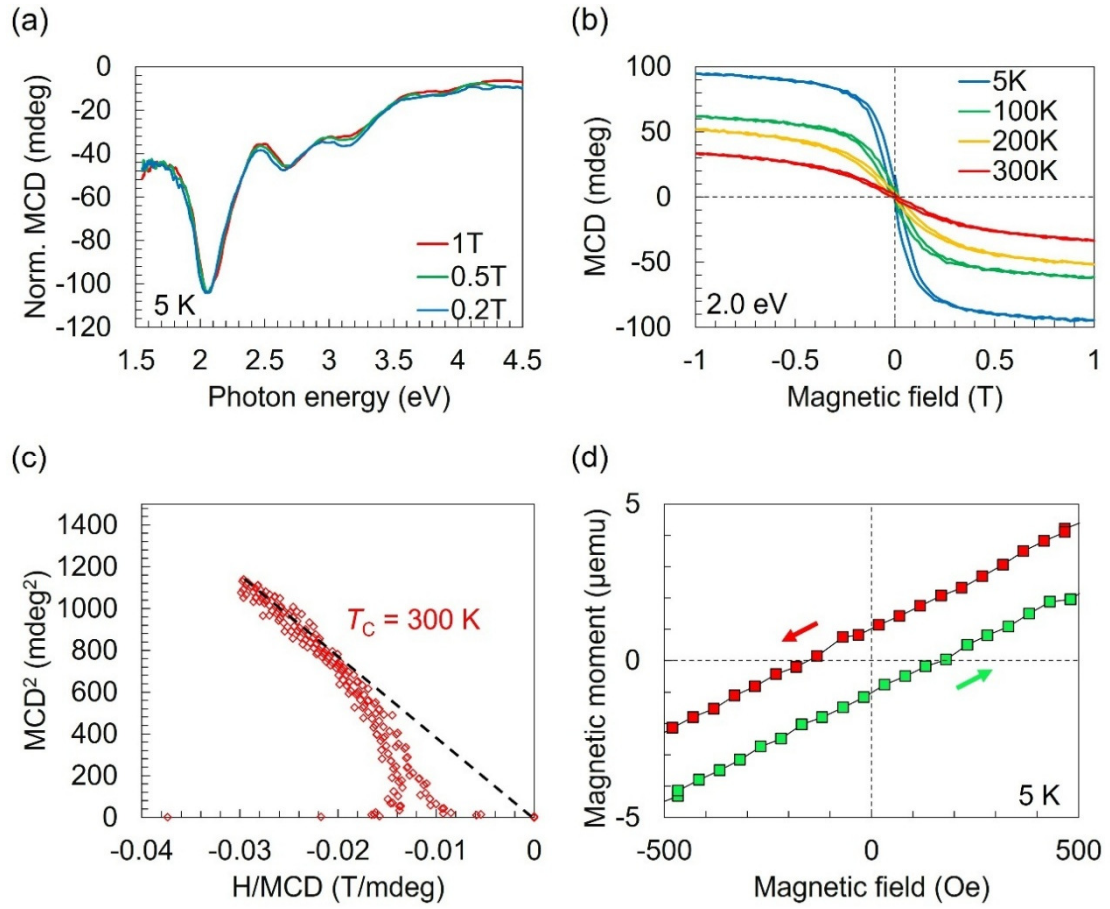 (a)
Norm. MCD (mdeg)
0
-20
-40
-60
-80
-100
-120
5 K
1T
0.5T
0.2T
1.5 2 2.5 3 3.5 4 4.5
Photon energy (eV)
(b)
MCD (mdeg)
100
50
0
-50
-100
5K
100K
200K
300K
2.0 eV
-1 -0.5 0 0.5 1
Magnetic field (T)
(c)
MCD² (mdeg²)
1400
1200
1000
800
600
400
200
0
T_C = 300 K
-0.04 -0.03 -0.02 -0.01 0
H/MCD (T/mdeg)
(d)
Magnetic moment (µemu)
5
0
-5
5 K
-500 0 500
Magnetic field (Oe)